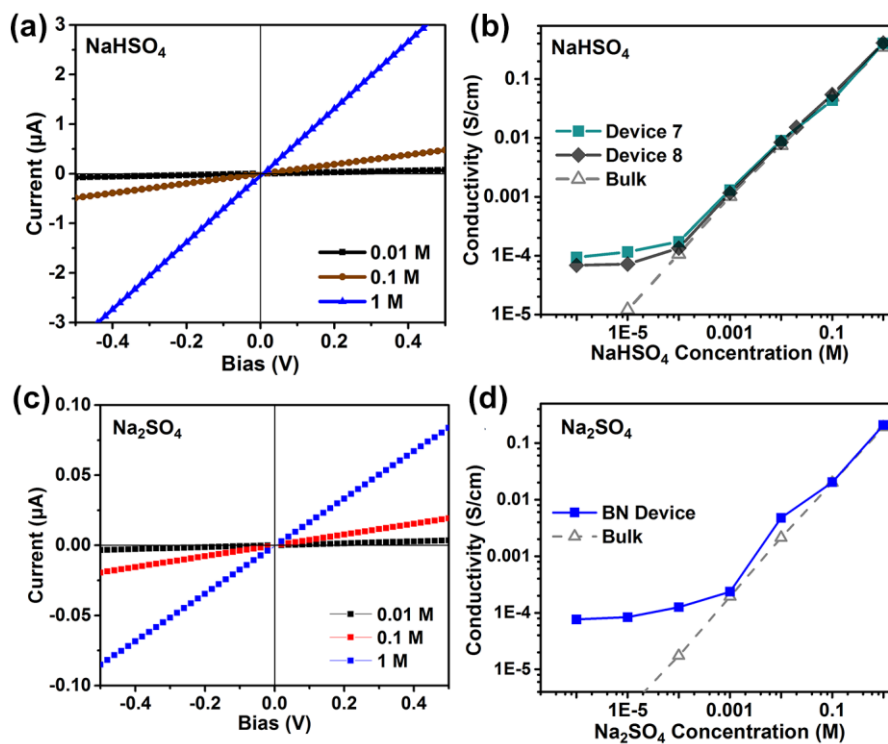 (a)
NaHSO₄
Current (µA)
3
2
1
0
-1
-2
-3
0.01 M
0.1 M
1 M
-0.4 -0.2 0.0 0.2 0.4
Bias (V)
(b)
NaHSO₄
Conductivity (S/cm)
0.1
0.01
0.001
1E-4
1E-5
Device 7
Device 8
Bulk
1E-5 0.001 0.1
NaHSO₄ Concentration (M)
(c)
Na₂SO₄
Current (µA)
0.10
0.05
0.00
-0.05
-0.10
0.01 M
0.1 M
1 M
-0.4 -0.2 0.0 0.2 0.4
Bias (V)
(d)
Na₂SO₄
Conductivity (S/cm)
0.1
0.01
0.001
1E-4
1E-5
BN Device
Bulk
1E-5 0.001 0.1
Na₂SO₄ Concentration (M)